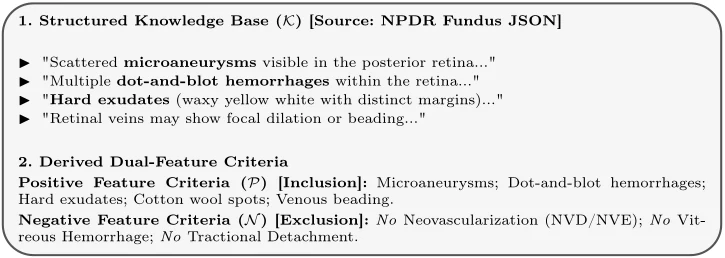 1. Structured Knowledge Base (𝒦) [Source: NPDR Fundus JSON]
▶ "Scattered microaneurysms visible in the posterior retina..."
▶ "Multiple dot-and-blot hemorrhages within the retina..."
▶ "Hard exudates (waxy yellow white with distinct margins)..."
▶ "Retinal veins may show focal dilation or beading..."
2. Derived Dual-Feature Criteria
Positive Feature Criteria (𝒫) [Inclusion]: Microaneurysms; Dot-and-blot hemorrhages;
Hard exudates; Cotton wool spots; Venous beading.
Negative Feature Criteria (𝒩) [Exclusion]: No Neovascularization (NVD/NVE); No Vit-
reous Hemorrhage; No Tractional Detachment.